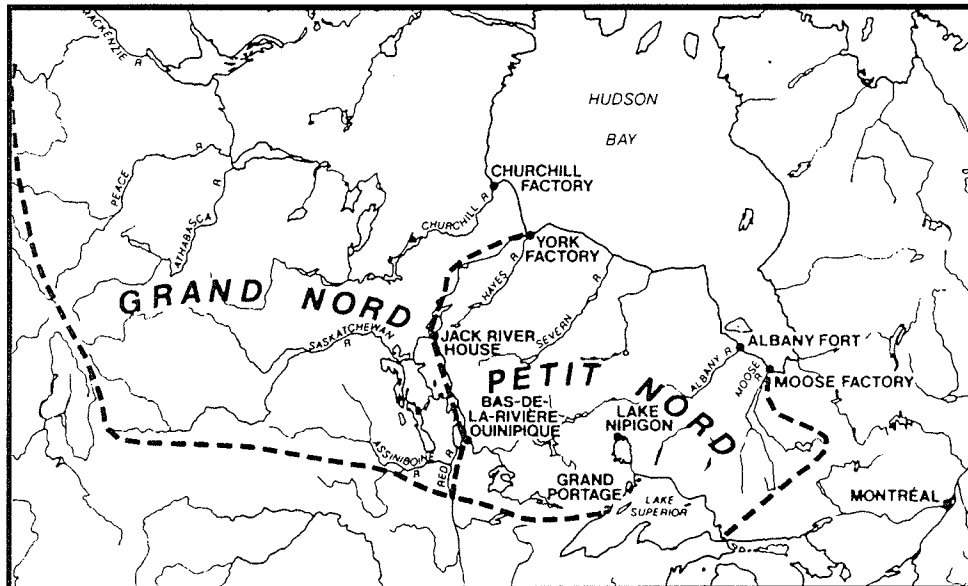 MACKENZIE R
HUDSON
BAY
CHURCHILL
FACTORY
PEACE
R
ATHABASCA
R
CHURCHILL R
YORK
FACTORY
HAYES R
SEVERN R
GRAND NORD
SASKATCHEWAN
R
JACK RIVER
HOUSE
PETIT NORD
ALBANY R
ALBANY FORT
MOOSE R
MOOSE FACTORY
BAS-DE-
LA-RIVIÈRE
OUINIPIQUE
LAKE
NIPIGON
ASSINIBOINE
R
RED R
GRAND
PORTAGE
LAKE
SUPERIOR
MONTRÉAL